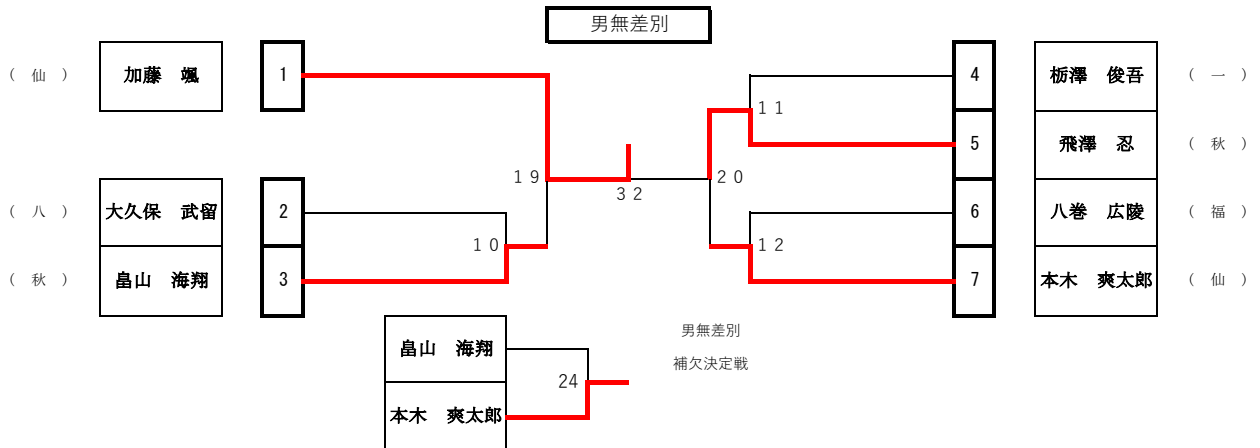 男無差別
（ 仙 ） 加藤 颯 1
4 栃澤 俊吾 （ 一 ）
11
5 飛澤 忍 （ 秋 ）
19
20
32
（ 八 ） 大久保 武留 2
6 八巻 広陵 （ 福 ）
10
12
（ 秋 ） 畠山 海翔 3
7 本木 爽太郎 （ 仙 ）
男無差別
補欠決定戦
畠山 海翔
24
本木 爽太郎